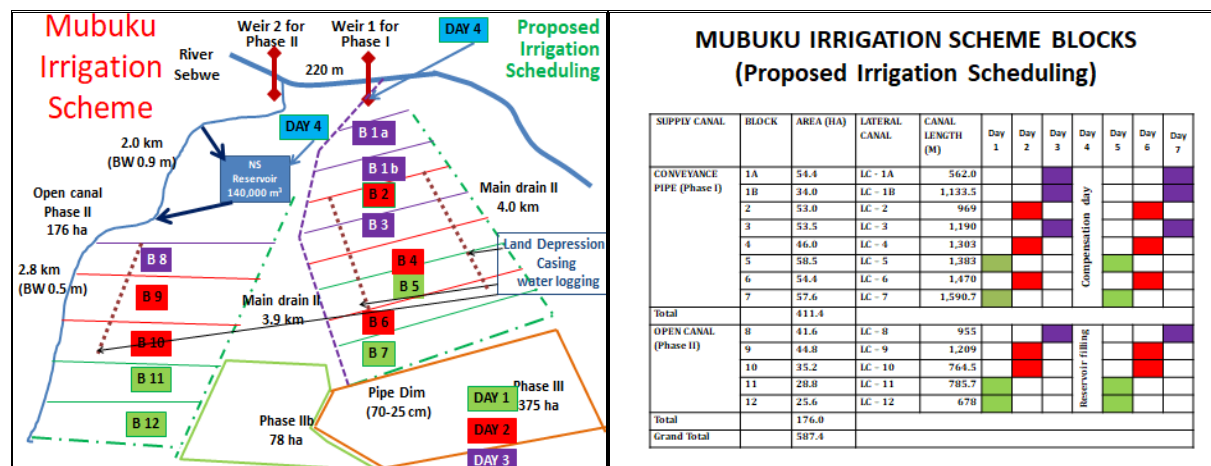 Mubuku
Irrigation
Scheme
Weir 2 for
Phase II
Weir 1 for
Phase I
DAY 4
Proposed
Irrigation
Scheduling
River
Sebwe
220 m
DAY 4
2.0 km
(BW 0.9 m)
NS
Reservoir
140,000 m³
Open canal
Phase II
176 ha
B 1a
B 1b
B 2
B 3
Main drain II
4.0 km
Land Depression
Casing
water logging
B 4
B 5
B 6
B 7
B 8
2.8 km
(BW 0.5 m)
B 9
Main drain II
3.9 km
B 10
B 11
B 12
Pipe Dim
(70-25 cm)
Phase III
375 ha
Phase IIb
78 ha
DAY 1
DAY 2
DAY 3
MUBUKU IRRIGATION SCHEME BLOCKS
(Proposed Irrigation Scheduling)
SUPPLY CANAL BLOCK AREA (HA) LATERAL CANAL CANAL LENGTH (M) Day 1 Day 2 Day 3 Day 4 Day 5 Day 6 Day 7
CONVEYANCE PIPE (Phase I) 1A 54.4 LC - 1A 562.0
1B 34.0 LC - 1B 1,133.5
2 53.0 LC – 2 969
3 53.5 LC – 3 1,190
4 46.0 LC – 4 1,303
5 58.5 LC – 5 1,383
6 54.4 LC – 6 1,470
7 57.6 LC – 7 1,590.7
Compensation day
Total 411.4
OPEN CANAL (Phase II) 8 41.6 LC – 8 955
9 44.8 LC – 9 1,209
10 35.2 LC – 10 764.5
11 28.8 LC – 11 785.7
12 25.6 LC – 12 678
Reservoir filling
Total 176.0
Grand Total 587.4